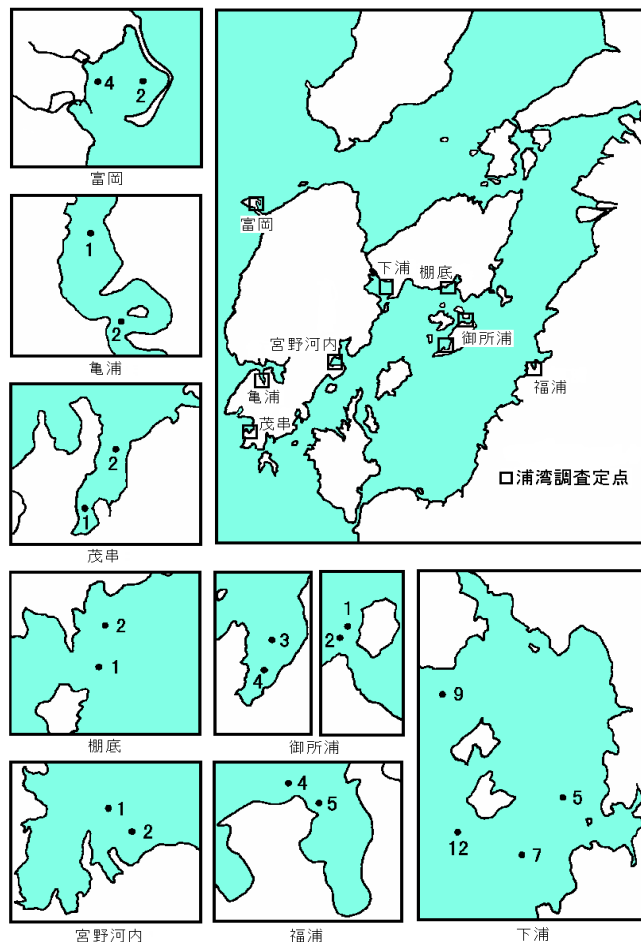 4 2
富岡
1
2
亀浦
2
1
茂串
2
1
棚底
3
4
1
2
御所浦
1
2
宮野河内
4
5
福浦
9
5
12
7
下浦
富岡
下浦 棚底
御所浦
宮野河内
亀浦
福浦
茂串
□浦湾調査定点